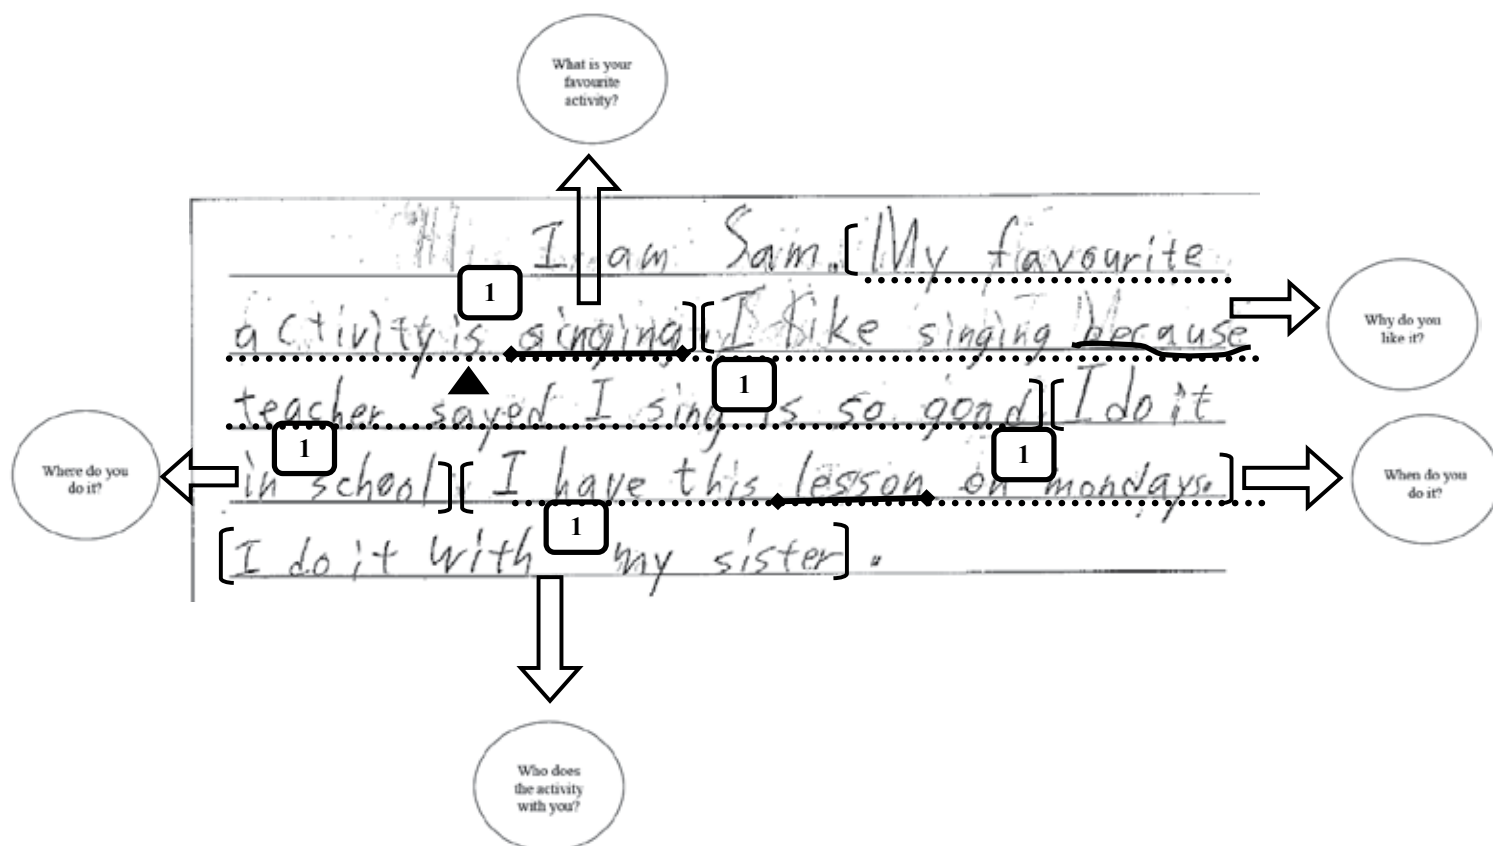 What is your
favourite
activity?
Hi I am Sam. My favourite
1
activity is singing. I like singing because
Why do you
like it?
1
teacher sayed I sing is so good. I do it
1
1
Where do you
do it?
in school. I have this lesson on mondays.
When do you
do it?
1
I do it with my sister.
Who does
the activity
with you?